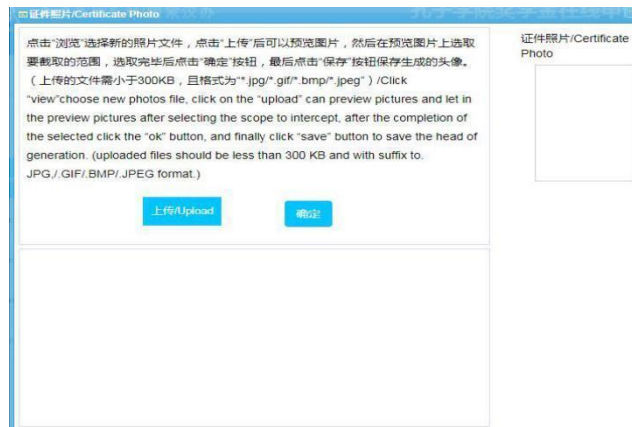 证件照片/Certificate Photo
点击“浏览”选择新的照片文件，点击“上传”后可以预览图片，然后在预览图片上选取
要截取的范围，选取完毕后点击“确定”按钮，最后点击“保存”按钮保存生成的头像。
（上传的文件需小于300KB，且格式为“*.jpg/*.gif/*.bmp/*.jpeg”）/Click
“view”choose new photos file, click on the “upload” can preview pictures and let in
the preview pictures after selecting the scope to intercept, after the completion of
the selected click the “ok” button, and finally click “save” button to save the head of
generation. (uploaded files should be less than 300 KB and with suffix to.
JPG,/.GIF/.BMP/.JPEG format.)
上传/Upload
确定
证件照片/Certificate
Photo